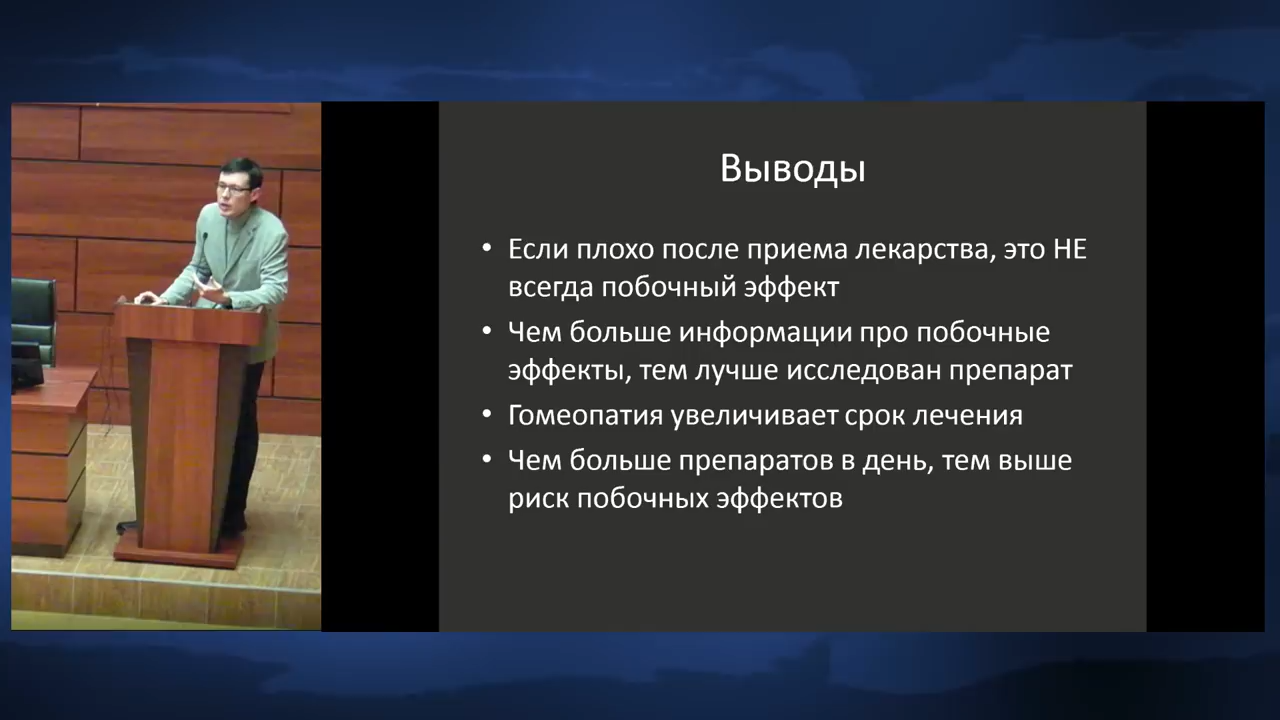 Выводы
• Если плохо после приема лекарства, это НЕ
всегда побочный эффект
• Чем больше информации про побочные
эффекты, тем лучше исследован препарат
• Гомеопатия увеличивает срок лечения
• Чем больше препаратов в день, тем выше
риск побочных эффектов